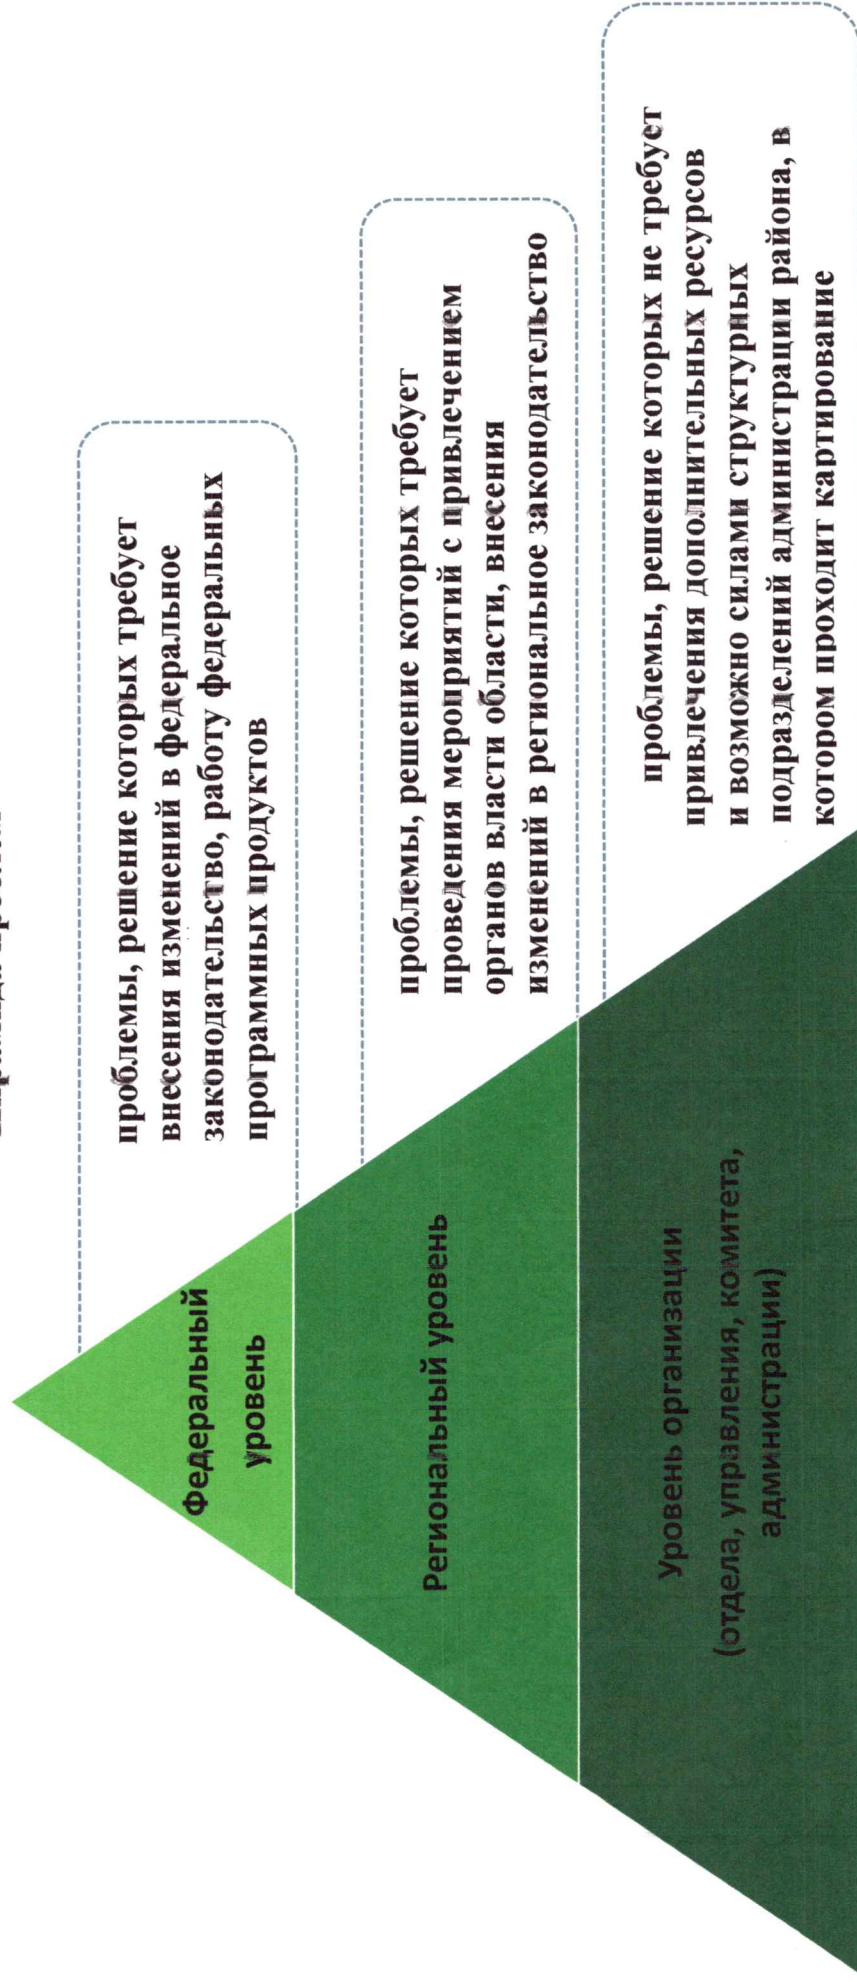 Федеральный
уровень
проблемы, решение которых требует
внесения изменений в федеральное
законодательство, работу федеральных
программных продуктов
Региональный уровень
проблемы, решение которых требует
проведения мероприятий с привлечением
органов власти области, внесения
изменений в региональное законодательство
Уровень организации
(отдела, управления, комитета,
администрации)
проблемы, решение которых не требует
привлечения дополнительных ресурсов
и возможно силами структурных
подразделений администрации района, в
котором проходит картирование